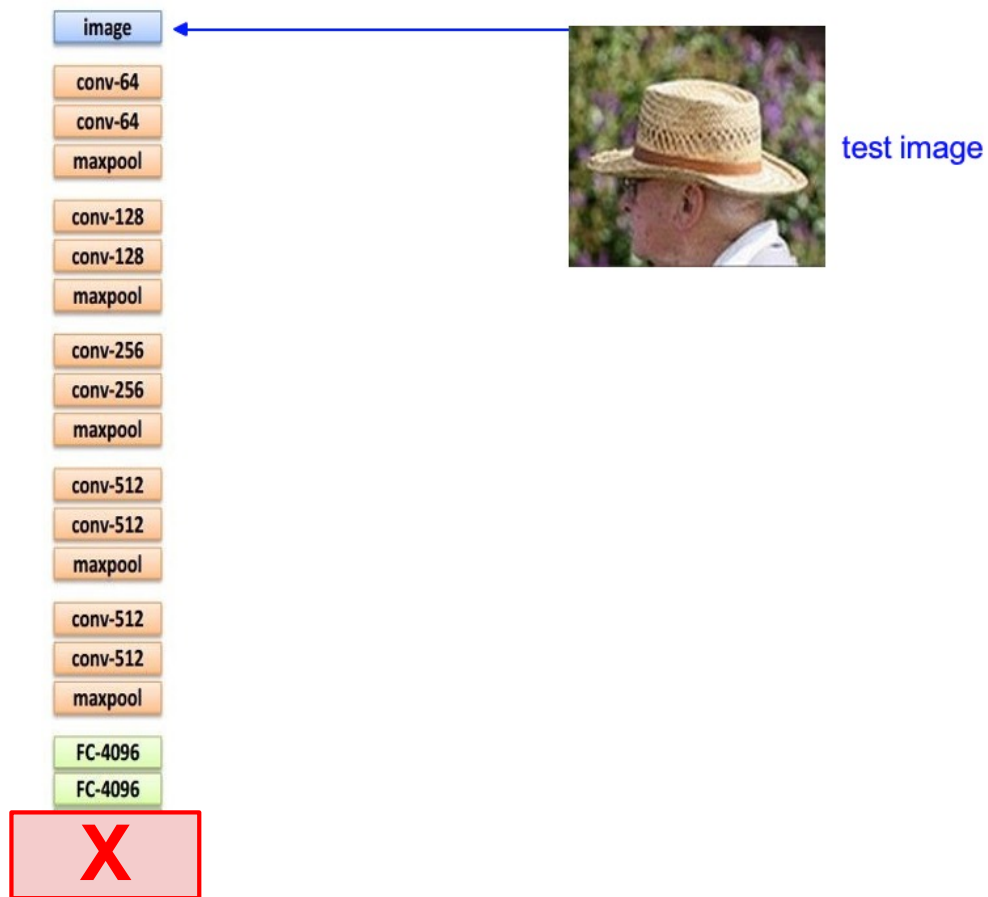 image
conv-64
conv-64
maxpool
conv-128
conv-128
maxpool
conv-256
conv-256
maxpool
conv-512
conv-512
maxpool
conv-512
conv-512
maxpool
FC-4096
FC-4096
X
test image